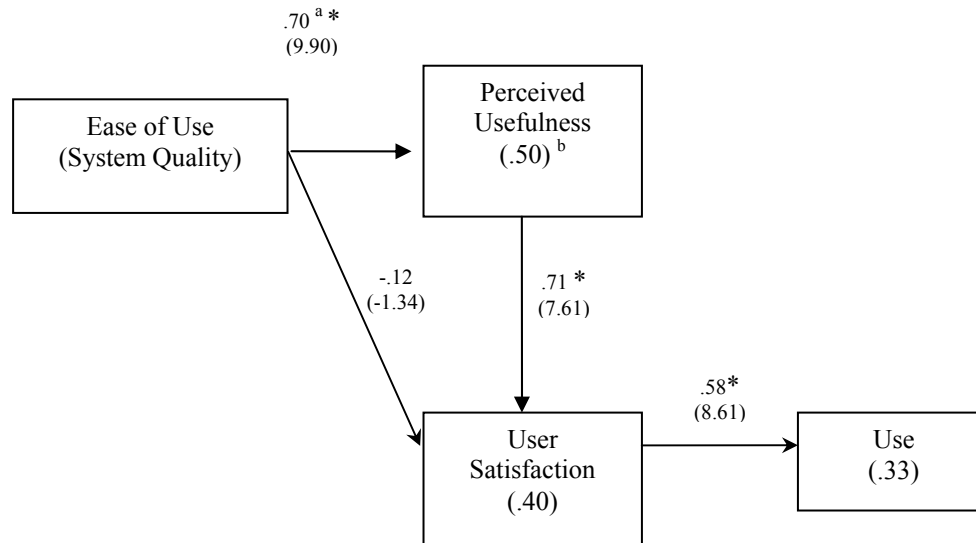 .70 a *
(9.90)
Ease of Use
(System Quality)
Perceived
Usefulness
(.50) b
-.12
(-1.34)
.71 *
(7.61)
.58*
(8.61)
User
Satisfaction
(.40)
Use
(.33)